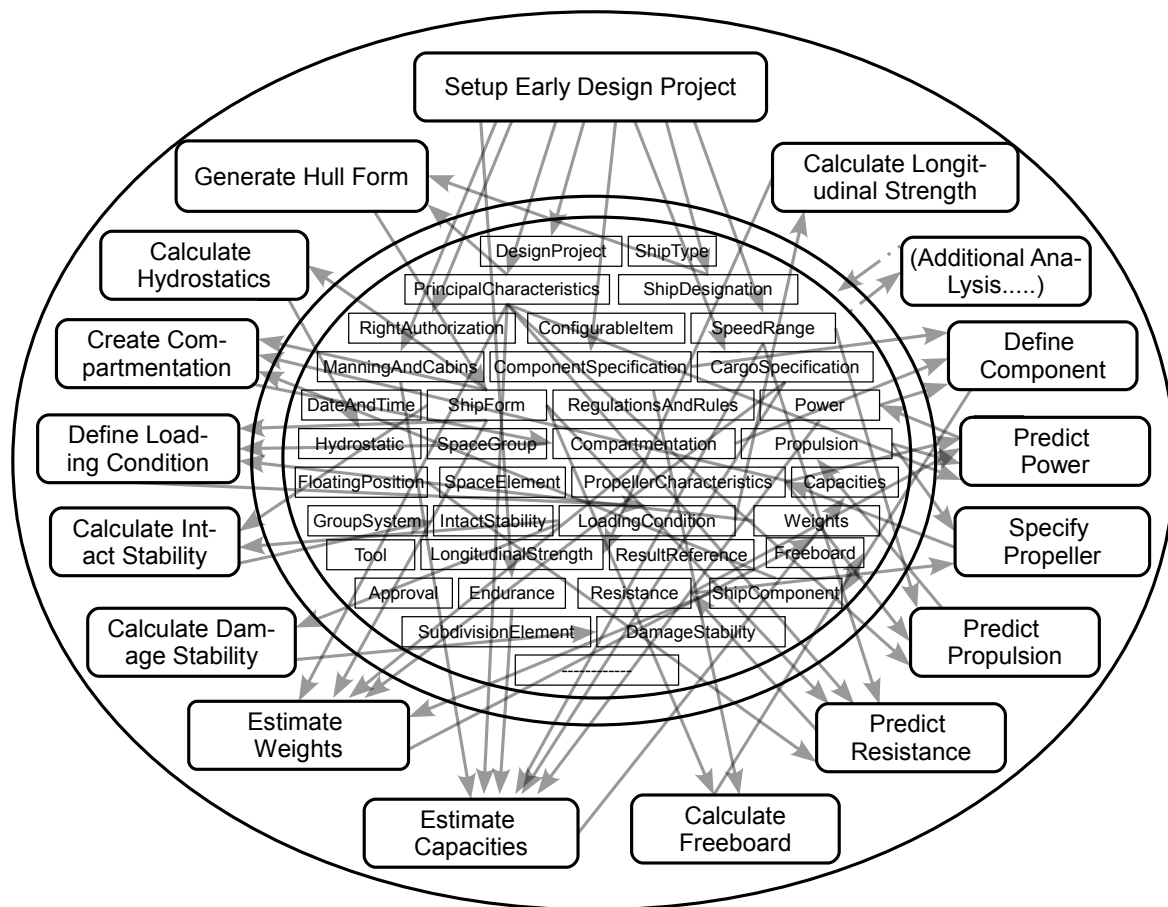 Setup Early Design Project
Generate Hull Form
Calculate Longit-
udinal Strength
Calculate
Hydrostatics
(Additional Ana-
Lysis.....)
DesignProject
ShipType
PrincipalCharacteristics
ShipDesignation
RightAuthorization
ConfigurableItem
SpeedRange
Create Com-
partmentation
Define
Component
ManningAndCabins
ComponentSpecification
CargoSpecification
DateAndTime
ShipForm
RegulationsAndRules
Power
Define Load-
ing Condition
Predict
Power
Hydrostatic
SpaceGroup
Compartmentation
Propulsion
FloatingPosition
SpaceElement
PropellerCharacteristics
Capacities
Calculate Int-
act Stability
Specify
Propeller
GroupSystem
IntactStability
LoadingCondition
Weights
Tool
LongitudinalStrength
ResultReference
Freeboard
Approval
Endurance
Resistance
ShipComponent
Calculate Dam-
age Stability
Predict
Propulsion
SubdivisionElement
DamageStability
------------
Estimate
Weights
Predict
Resistance
Estimate
Capacities
Calculate
Freeboard